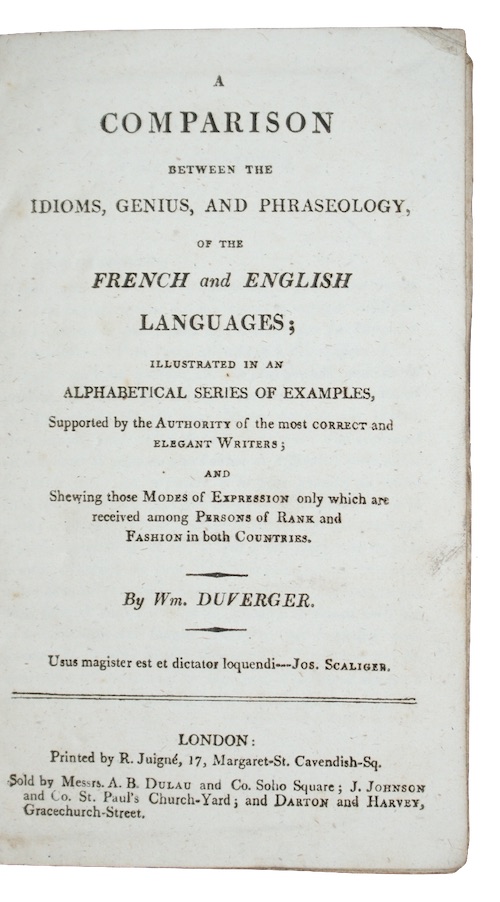 A
COMPARISON
BETWEEN THE
IDIOMS, GENIUS, AND PHRASEOLOGY,
OF THE
FRENCH and ENGLISH
LANGUAGES;
ILLUSTRATED IN AN
ALPHABETICAL SERIES OF EXAMPLES,
Supported by the AUTHORITY of the most CORRECT and
ELEGANT WRITERS;
AND
Shewing those MODES of EXPRESSION only which are
received among PERSONS of RANK and
FASHION in both COUNTRIES.
By Wm. DUVERGER.
Usus magister est et dictator loquendi—JOS. SCALIGER.
LONDON:
Printed by R. Juigné, 17, Margaret-St. Cavendish-Sq.
Sold by Messrs. A. B. DULAU and Co. Soho Square; J. JOHNSON
and Co. St. Paul's Church-Yard; and DARTON and HARVEY,
Gracechurch-Street.